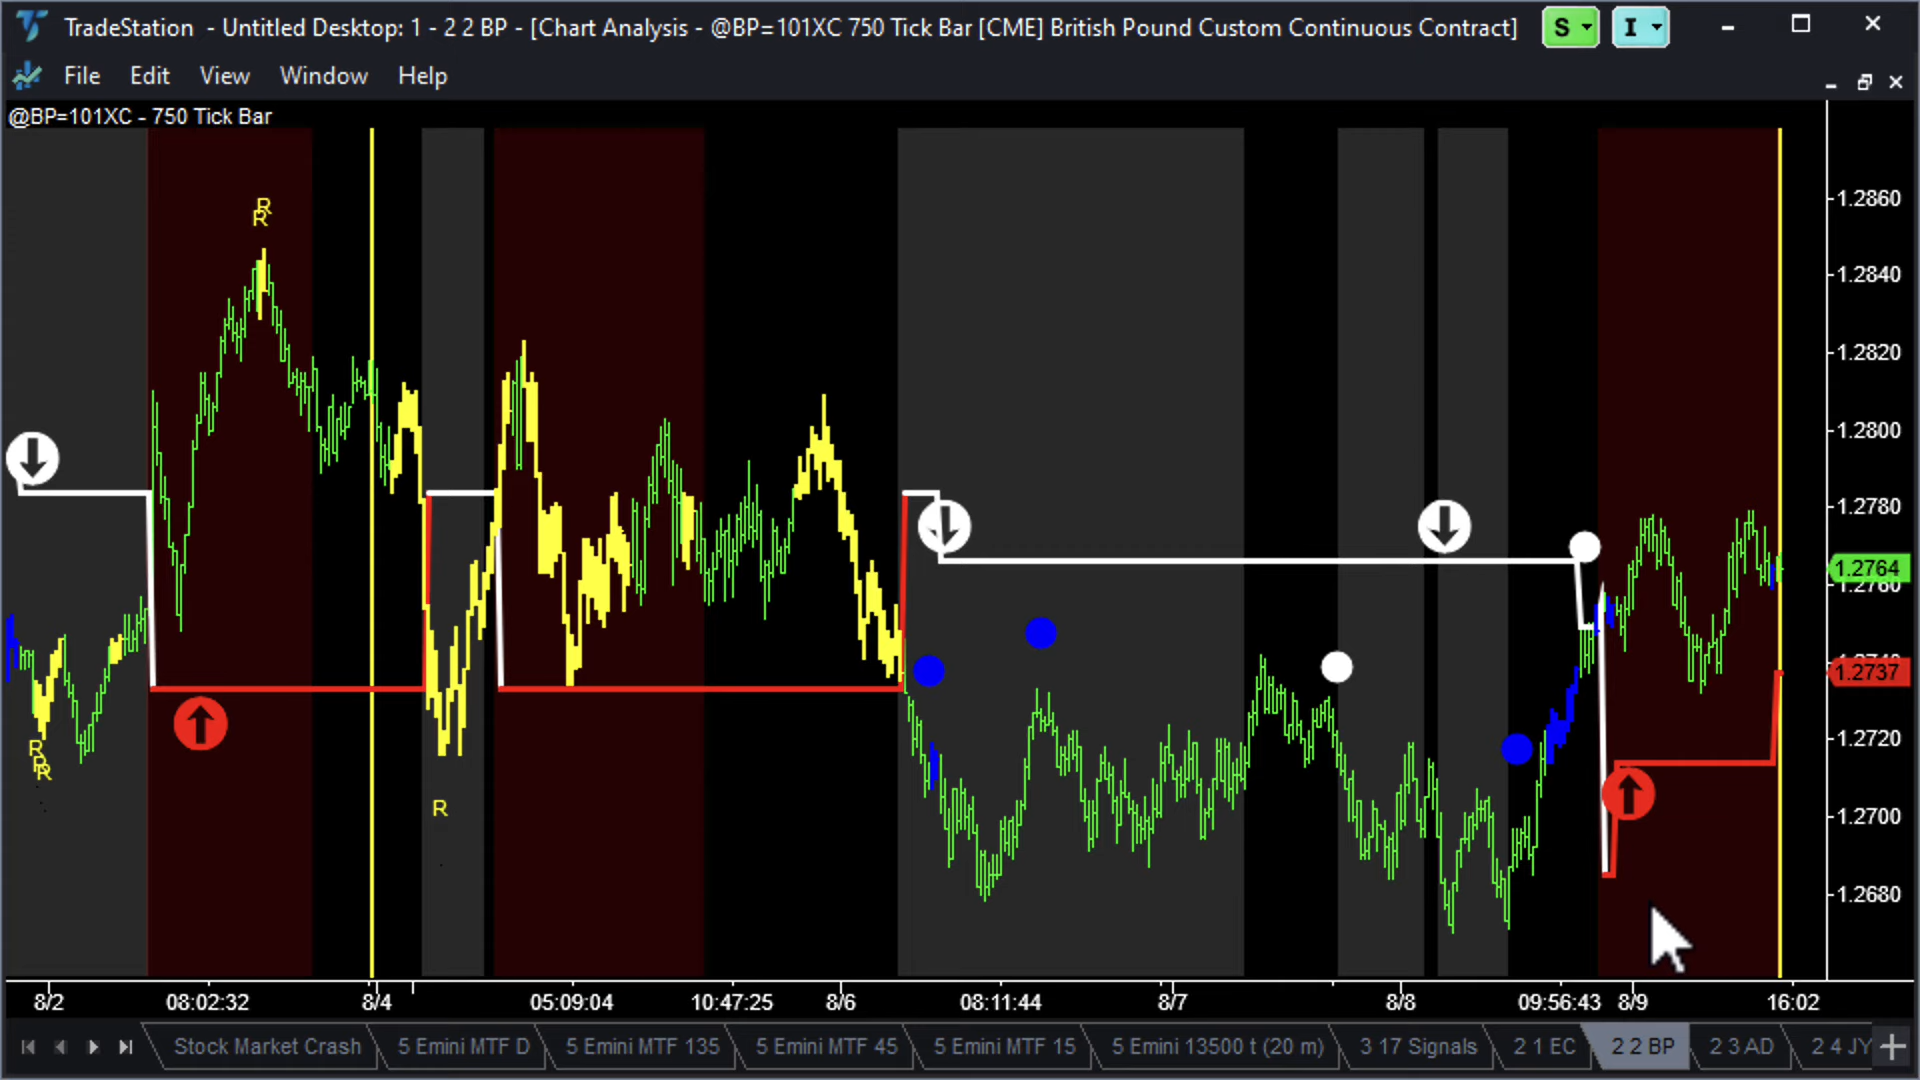 TradeStation - Untitled Desktop: 1 - 2 2 BP - [Chart Analysis - @BP=101XC 750 Tick Bar [CME] British Pound Custom Continuous Contract]
S I
File Edit View Window Help
@BP=101XC - 750 Tick Bar
R
R
1.2860
1.2840
1.2820
1.2800
1.2780
1.2764
1.2760
1.2740
1.2737
R
R
R
1.2720
R
1.2700
1.2680
8/2 08:02:32 8/4 05:09:04 10:47:25 8/6 08:11:44 8/7 8/8 09:56:43 8/9 16:02
Stock Market Crash 5 Emini MTF D 5 Emini MTF 135 5 Emini MTF 45 5 Emini MTF 15 5 Emini 13500 t (20 m) 3 17 Signals 2 1 EC 2 2 BP 2 3 AD 2 4 JY